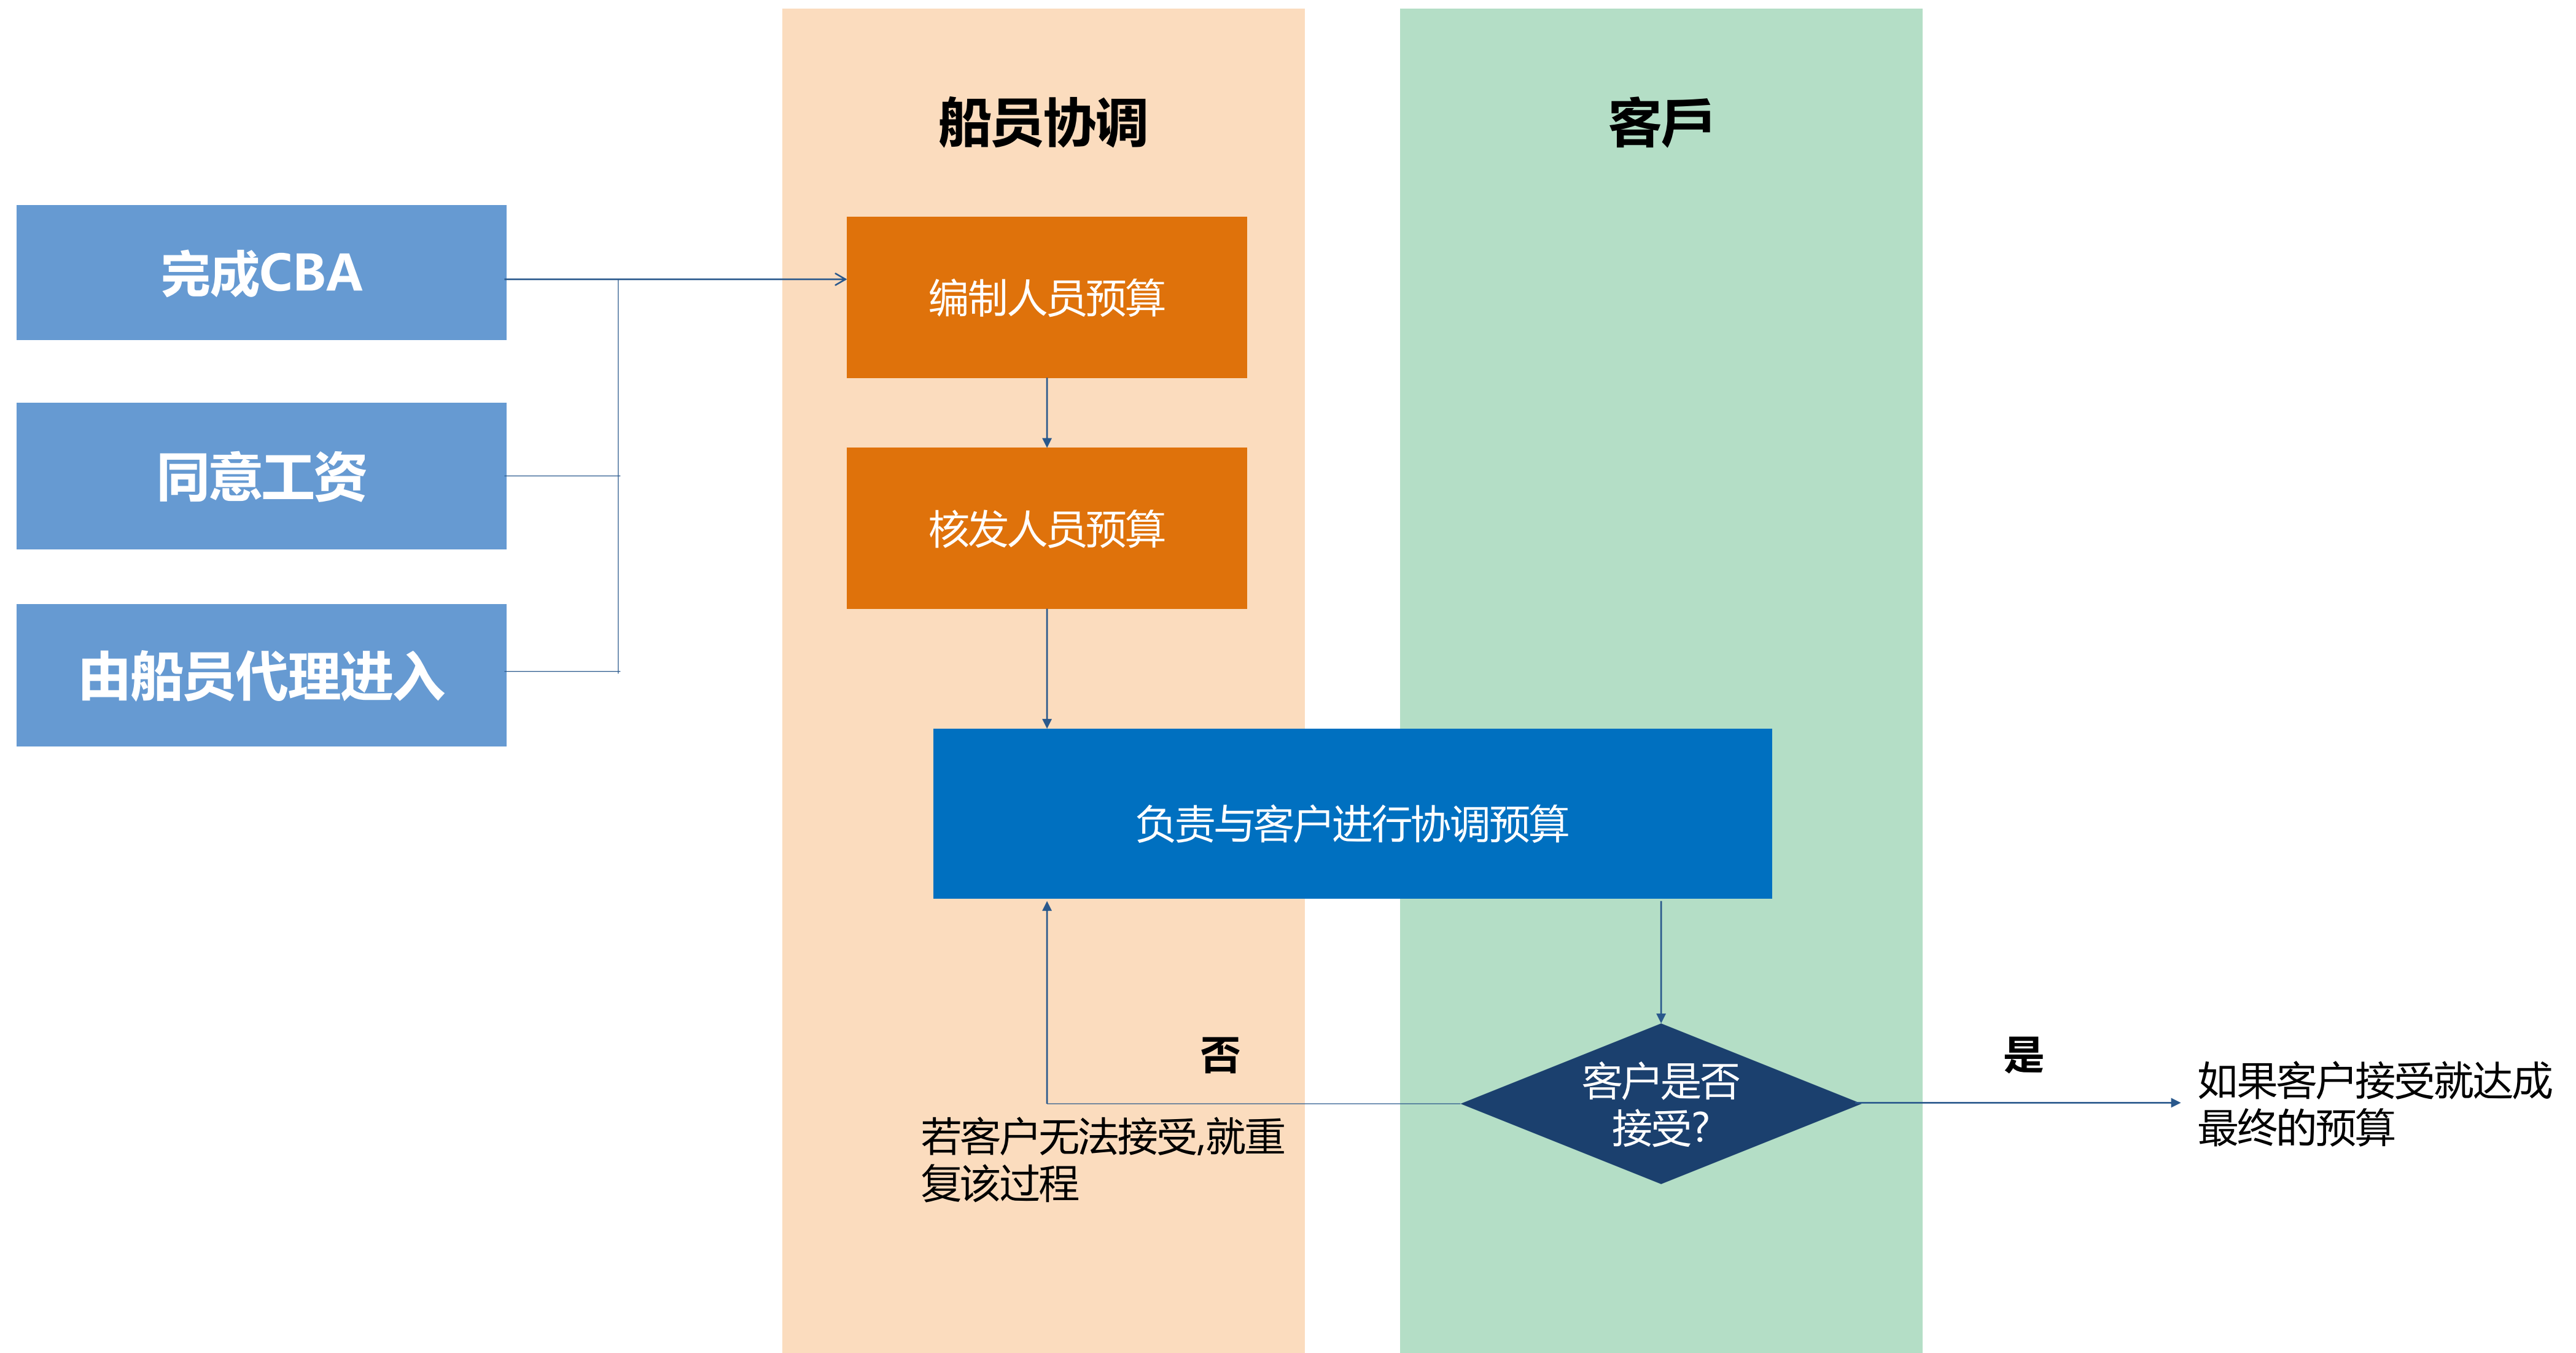 船员协调
客戶
完成CBA
同意工资
由船员代理进入
编制人员预算
核发人员预算
负责与客户进行协调预算
否
若客户无法接受,就重
复该过程
客户是否
接受?
是
如果客户接受就达成
最终的预算